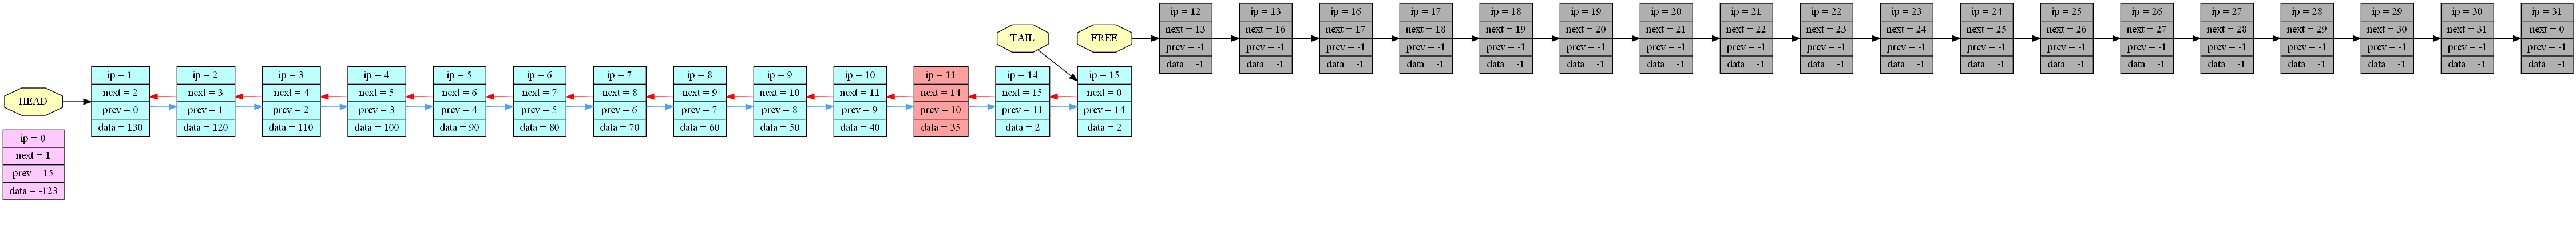 HEAD
ip = 0
next = 1
prev = 15
data = -123
ip = 1
next = 2
prev = 0
data = 130
ip = 2
next = 3
prev = 1
data = 120
ip = 3
next = 4
prev = 2
data = 110
ip = 4
next = 5
prev = 3
data = 100
ip = 5
next = 6
prev = 4
data = 90
ip = 6
next = 7
prev = 5
data = 80
ip = 7
next = 8
prev = 6
data = 70
ip = 8
next = 9
prev = 7
data = 60
ip = 9
next = 10
prev = 8
data = 50
ip = 10
next = 11
prev = 9
data = 40
ip = 11
next = 14
prev = 10
data = 35
ip = 14
next = 15
prev = 11
data = 2
TAIL
ip = 15
next = 0
prev = 14
data = 2
FREE
ip = 12
next = 13
prev = -1
data = -1
ip = 13
next = 16
prev = -1
data = -1
ip = 16
next = 17
prev = -1
data = -1
ip = 17
next = 18
prev = -1
data = -1
ip = 18
next = 19
prev = -1
data = -1
ip = 19
next = 20
prev = -1
data = -1
ip = 20
next = 21
prev = -1
data = -1
ip = 21
next = 22
prev = -1
data = -1
ip = 22
next = 23
prev = -1
data = -1
ip = 23
next = 24
prev = -1
data = -1
ip = 24
next = 25
prev = -1
data = -1
ip = 25
next = 26
prev = -1
data = -1
ip = 26
next = 27
prev = -1
data = -1
ip = 27
next = 28
prev = -1
data = -1
ip = 28
next = 29
prev = -1
data = -1
ip = 29
next = 30
prev = -1
data = -1
ip = 30
next = 31
prev = -1
data = -1
ip = 31
next = 0
prev = -1
data = -1